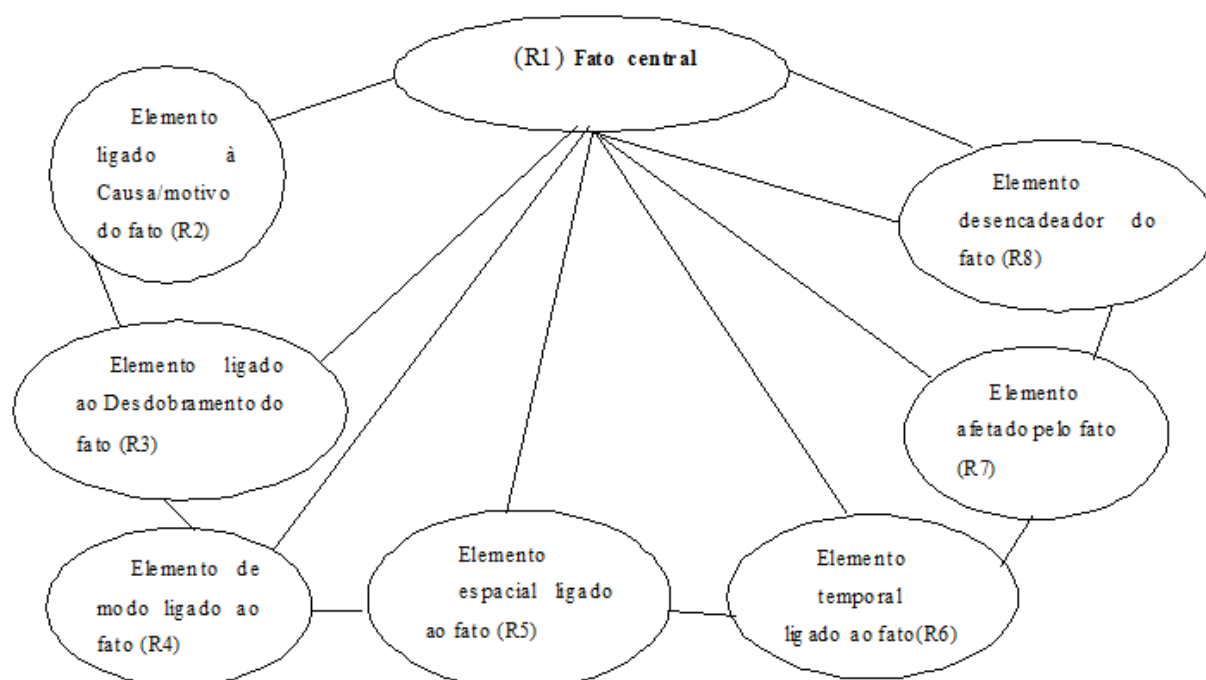 (R1) Fato central
Elemento
ligado à
Causa/motivo
do fato (R2)
Elemento ligado
ao Desdobramento do
fato (R3)
Elemento de
modo ligado ao
fato (R4)
Elemento
espacial ligado
ao fato (R5)
Elemento
temporal
ligado ao fato(R6)
Elemento
afetado pelo fato
(R7)
Elemento
desencadeador do
fato (R8)